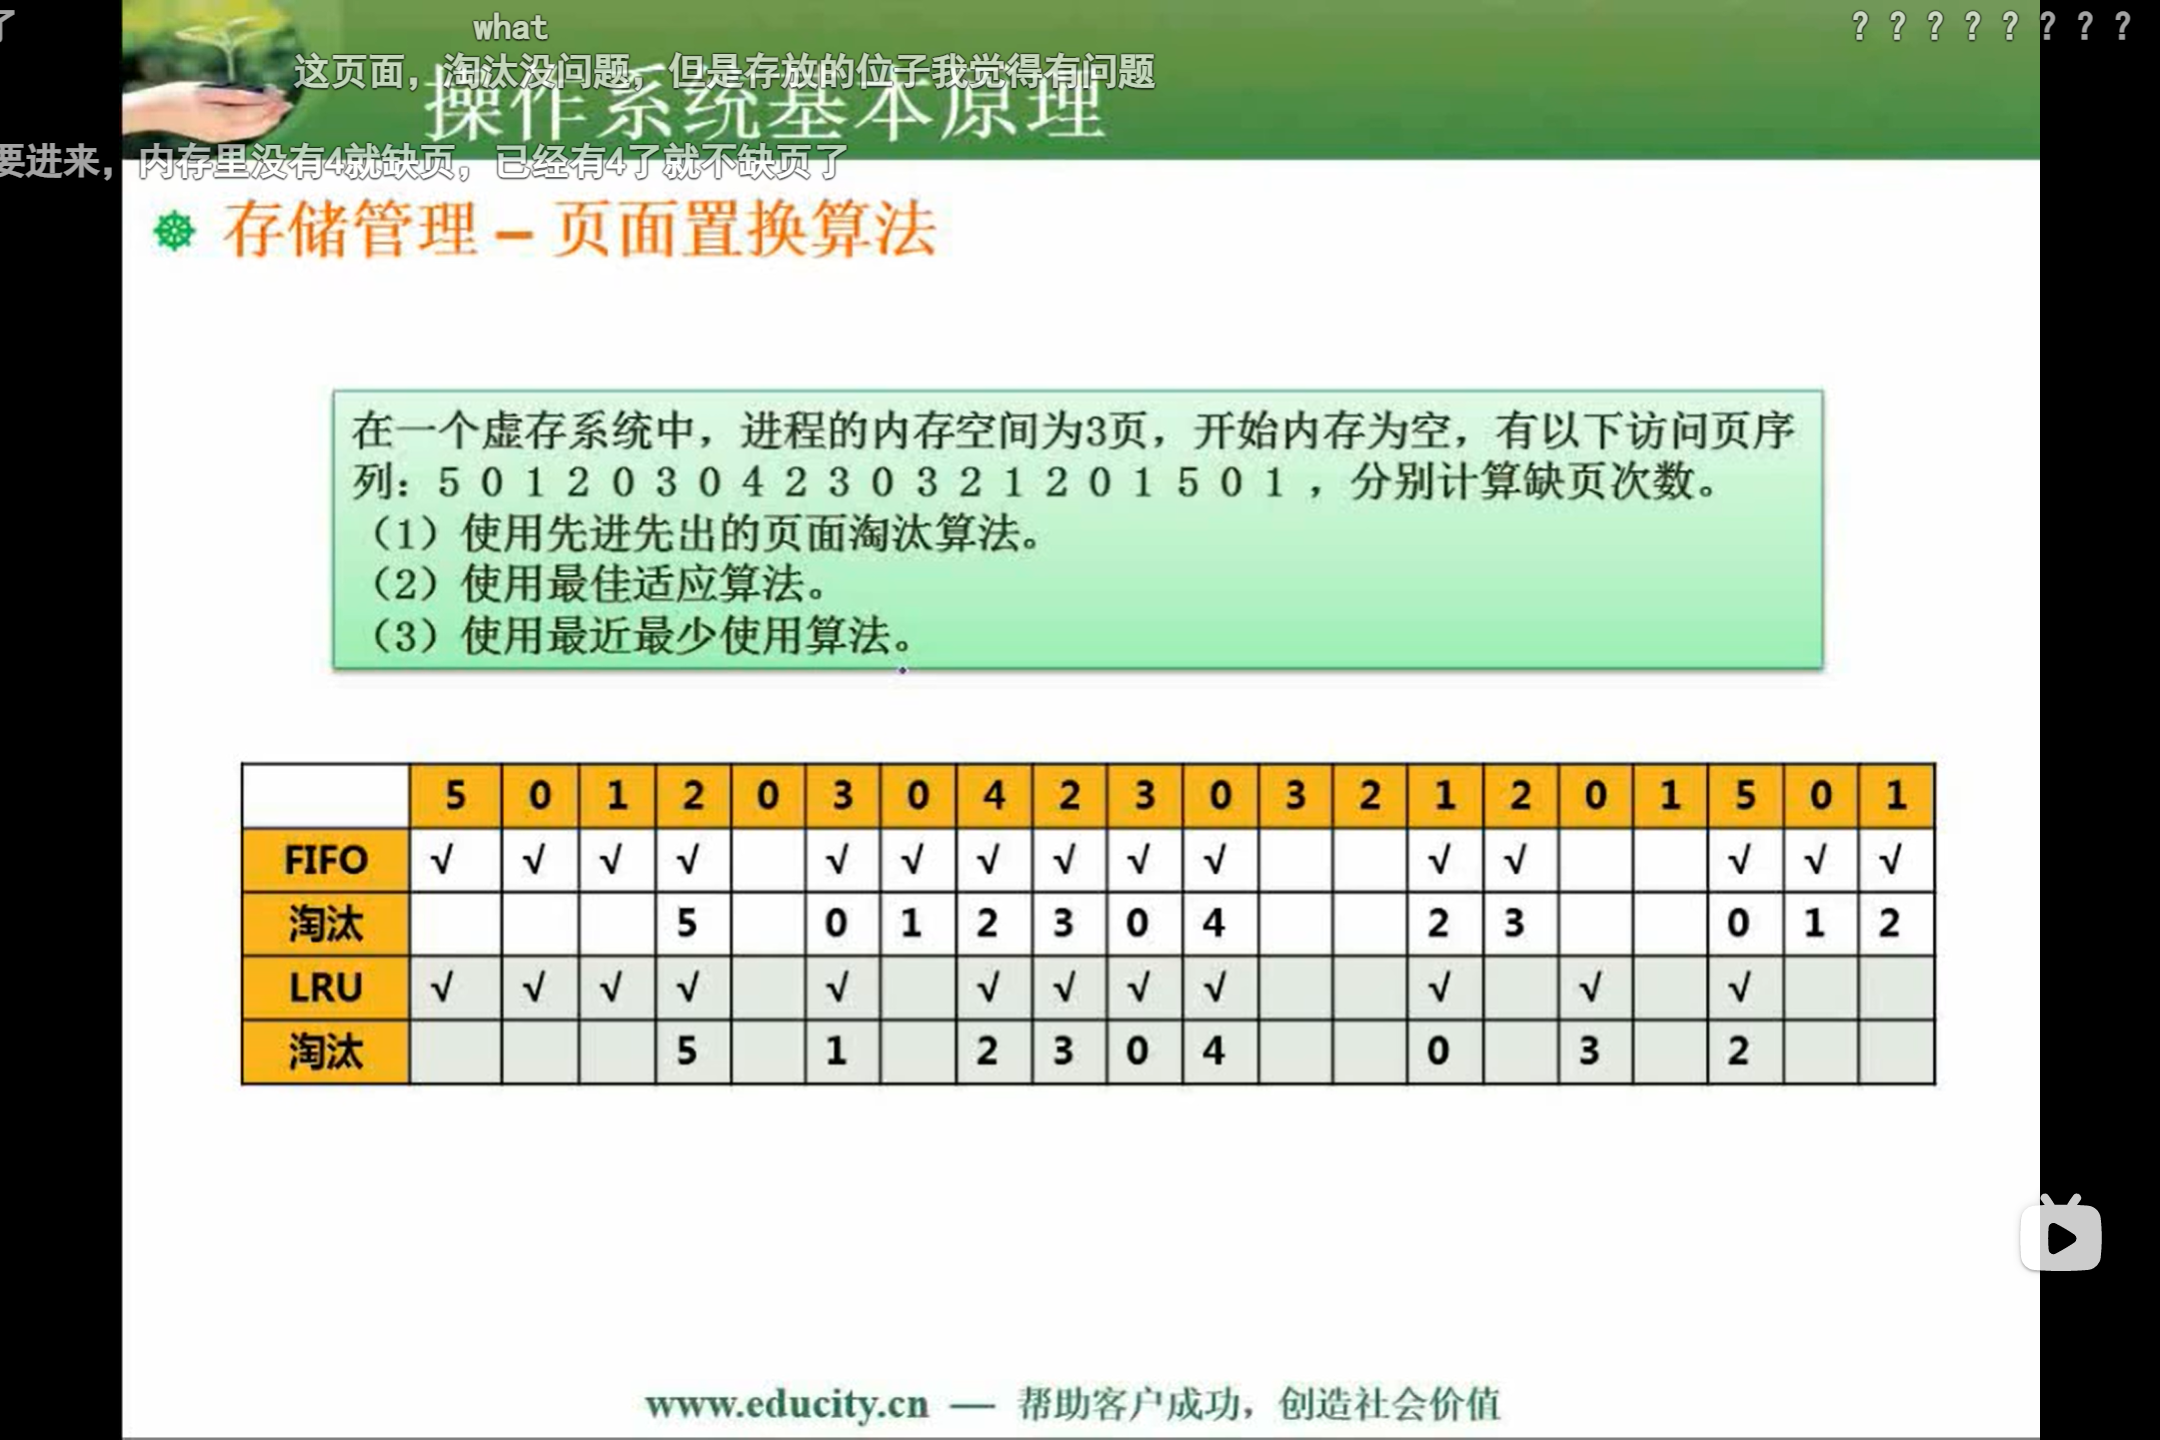 了
what
？？？？？？？？
这页面，淘汰没问题，但是存放的位子我觉得有问题
操作系统基本原理
要进来，内存里没有4就缺页，已经有4了就不缺页了
存储管理 – 页面置换算法
在一个虚存系统中，进程的内存空间为3页，开始内存为空，有以下访问页序
列：5 0 1 2 0 3 0 4 2 3 0 3 2 1 2 0 1 5 0 1 ，分别计算缺页次数。
（1）使用先进先出的页面淘汰算法。
（2）使用最佳适应算法。
（3）使用最近最少使用算法。
5 0 1 2 0 3 0 4 2 3 0 3 2 1 2 0 1 5 0 1
FIFO √ √ √ √ √ √ √ √ √ √ √ √ √ √ √
淘汰 5 0 1 2 3 0 4 2 3 0 1 2
LRU √ √ √ √ √ √ √ √ √ √ √ √
淘汰 5 1 2 3 0 4 0 3 2
www.educity.cn — 帮助客户成功，创造社会价值